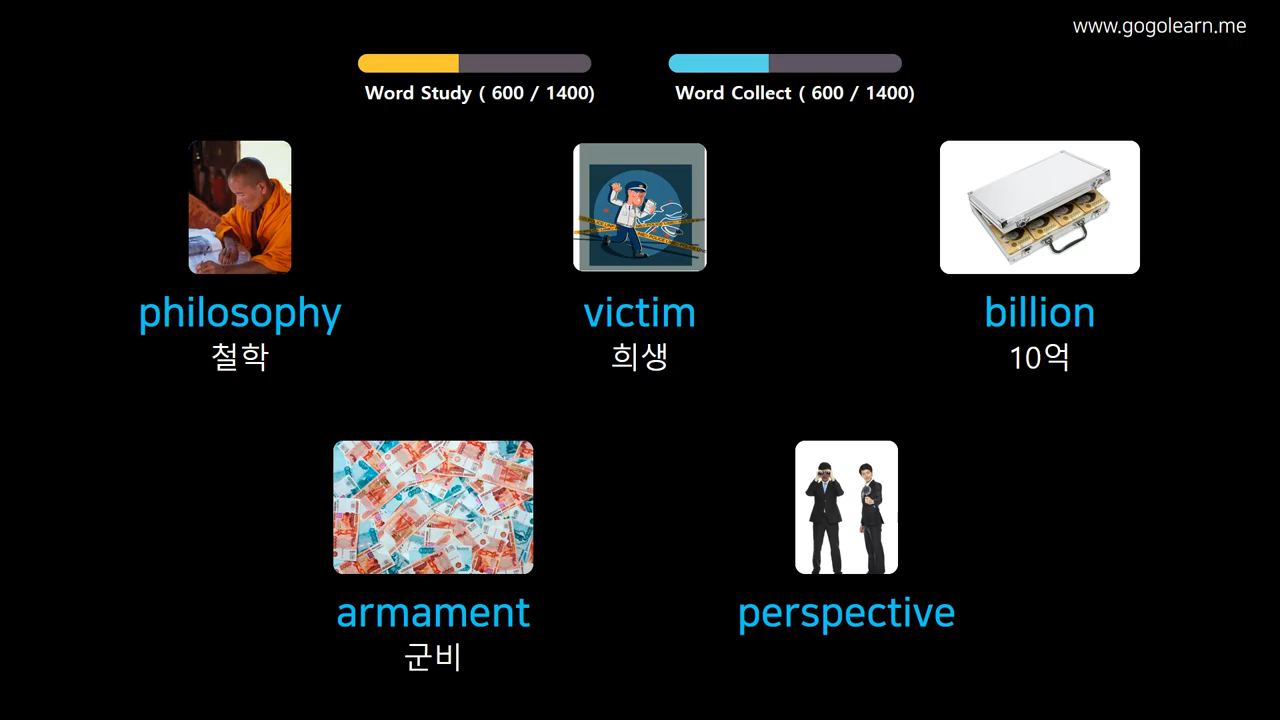 www.gogolearn.me
Word Study ( 600 / 1400)
Word Collect ( 600 / 1400)
philosophy
철학
victim
희생
billion
10억
armament
군비
perspective